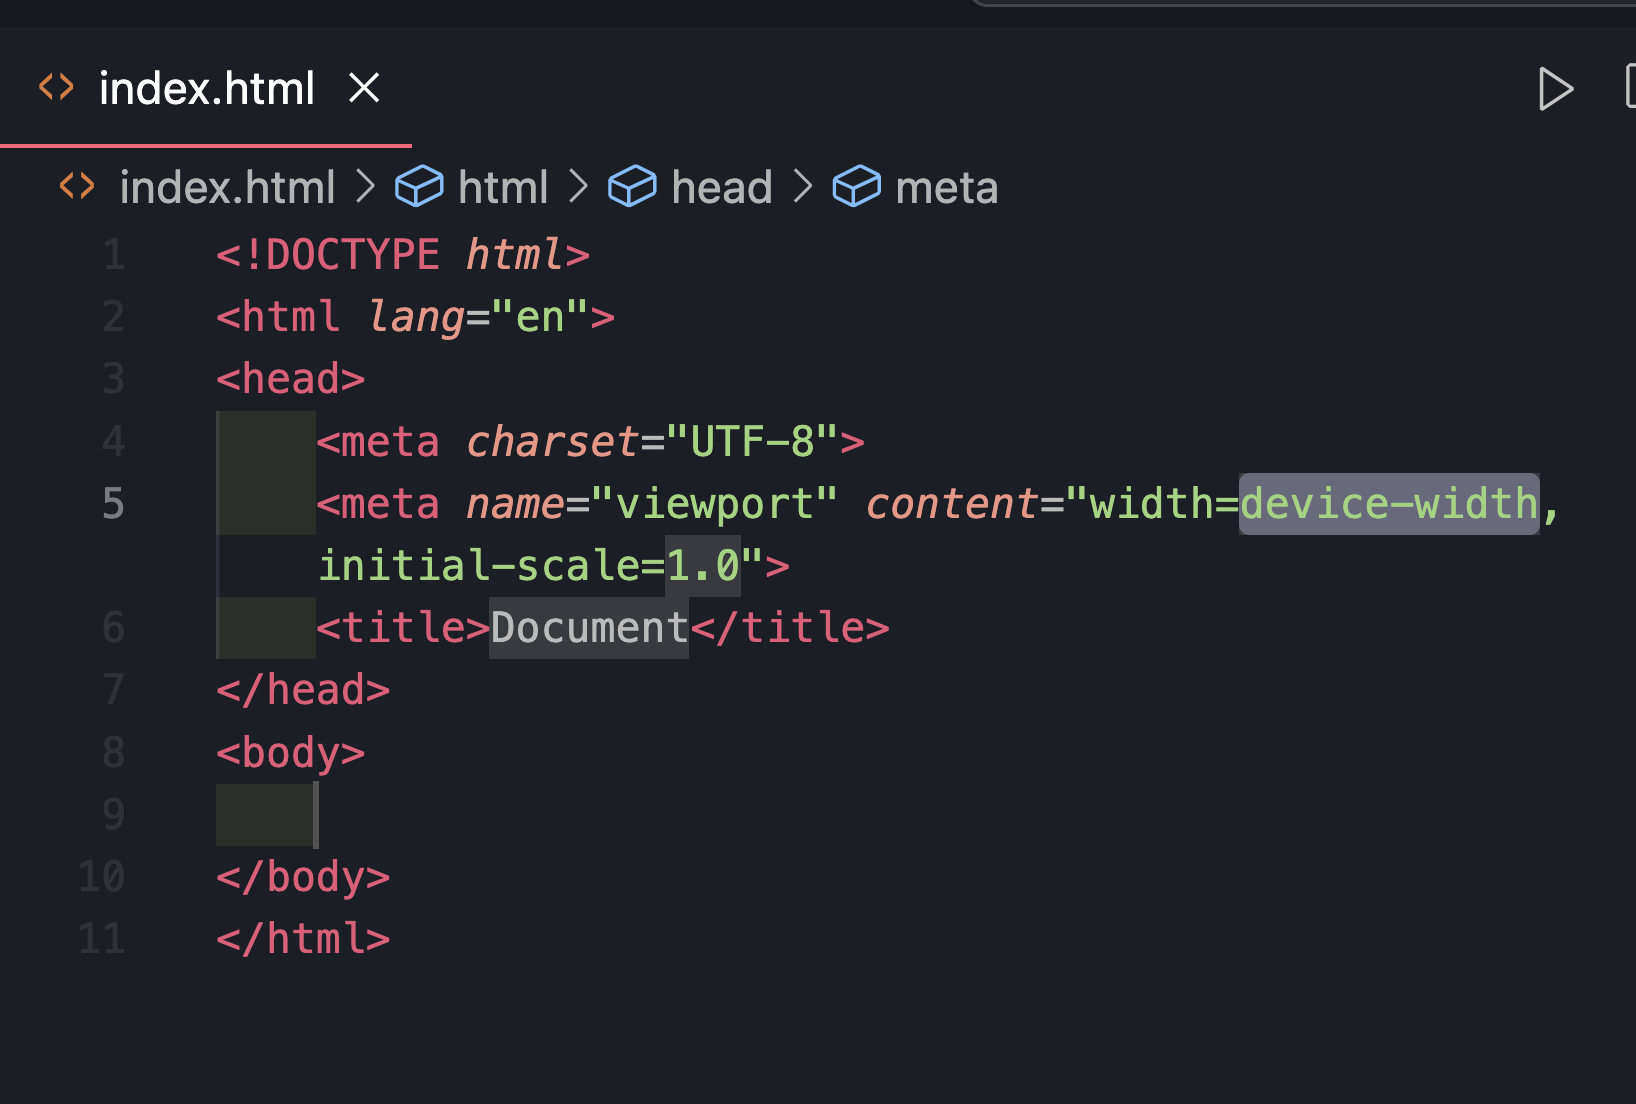 index.html
index.html > html > head > meta
1 <!DOCTYPE html>
2 <html lang="en">
3 <head>
4 <meta charset="UTF-8">
5 <meta name="viewport" content="width=device-width,
initial-scale=1.0">
6 <title>Document</title>
7 </head>
8 <body>
9
10 </body>
11 </html>